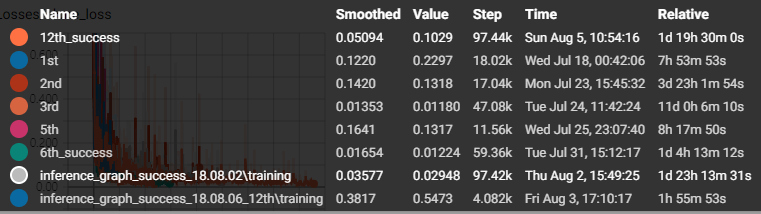 Losses loss
Name Smoothed Value Step Time Relative
12th_success 0.05094 0.1029 97.44k Sun Aug 5, 10:54:16 1d 19h 30m 0s
1st 0.1220 0.2297 18.02k Wed Jul 18, 00:42:06 7h 53m 53s
2nd 0.1420 0.1318 17.04k Mon Jul 23, 15:45:32 3d 23h 1m 54s
3rd 0.01353 0.01180 47.08k Tue Jul 24, 11:42:24 11d 0h 6m 10s
5th 0.1641 0.1317 11.56k Wed Jul 25, 23:07:40 8h 17m 50s
6th_success 0.01654 0.01224 59.36k Tue Jul 31, 15:12:17 1d 4h 13m 12s
inference_graph_success_18.08.02\training 0.03577 0.02948 97.42k Thu Aug 2, 15:49:25 1d 23h 13m 31s
0.00
inference_graph_success_18.08.06_12th\training 0.3817 0.5473 4.082k Fri Aug 3, 17:10:17 1h 55m 53s